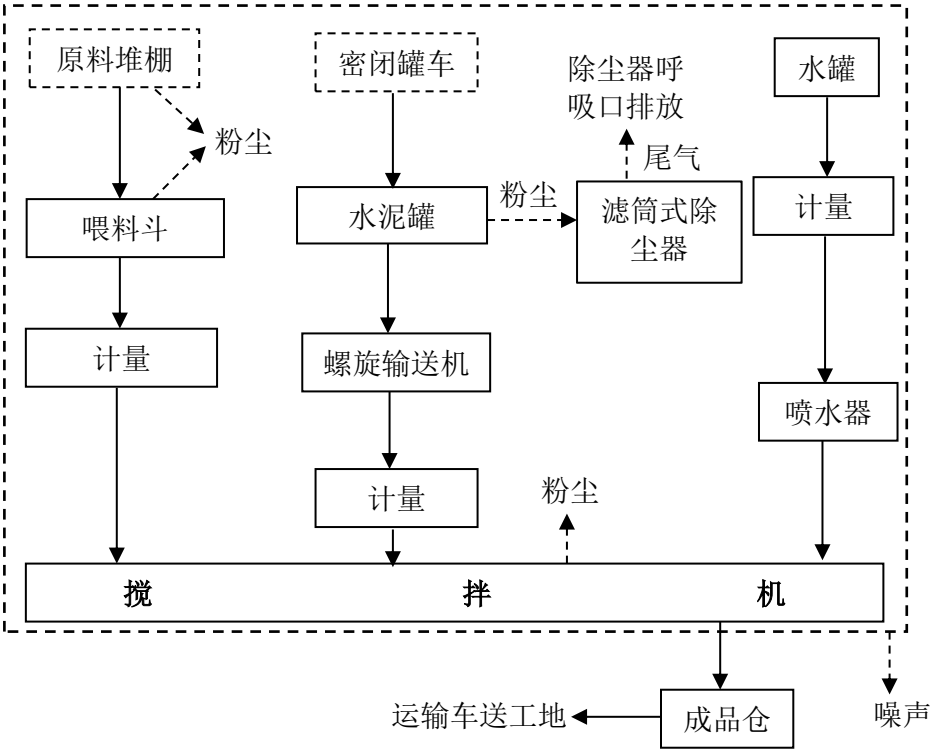 原料堆棚
密闭罐车
除尘器呼
吸口排放
水罐
粉尘
尾气
喂料斗
水泥罐
粉尘
滤筒式除
尘器
计量
计量
螺旋输送机
喷水器
计量
粉尘
搅 拌 机
运输车送工地
成品仓
噪声